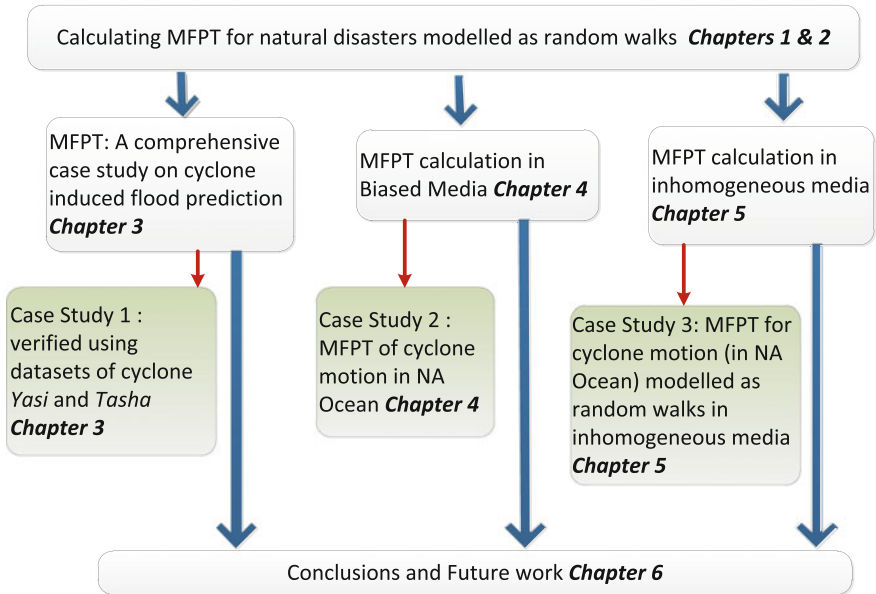 Calculating MFPT for natural disasters modelled as random walks Chapters 1 & 2
MFPT: A comprehensive
case study on cyclone
induced flood prediction
Chapter 3
MFPT calculation in
Biased Media Chapter 4
MFPT calculation in
inhomogeneous media
Chapter 5
Case Study 1 :
verified using
datasets of cyclone
Yasi and Tasha
Chapter 3
Case Study 2 :
MFPT of cyclone
motion in NA
Ocean Chapter 4
Case Study 3: MFPT for
cyclone motion (in NA
Ocean) modelled as
random walks in
inhomogeneous media
Chapter 5
Conclusions and Future work Chapter 6